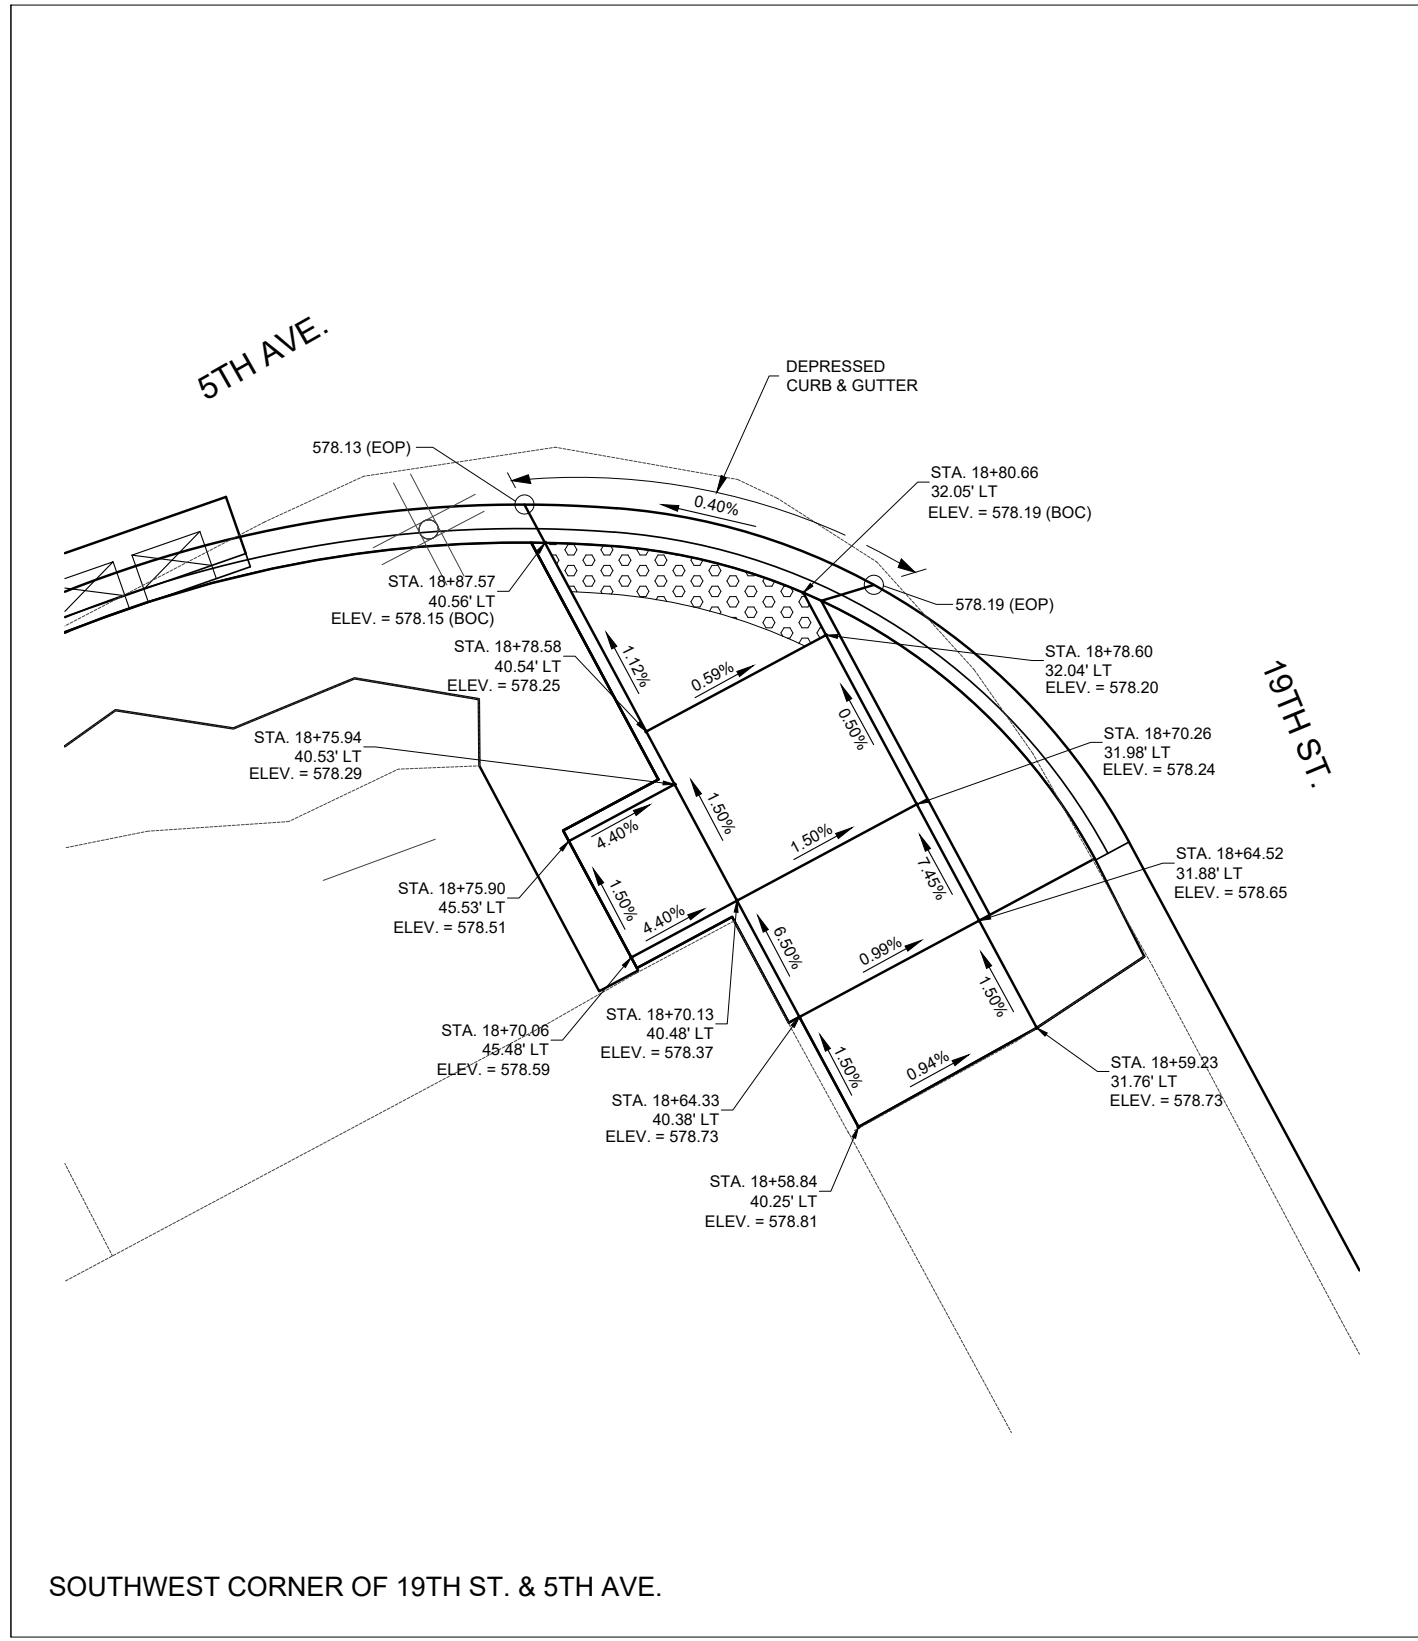 5TH AVE.
DEPRESSED
CURB & GUTTER
578.13 (EOP)
STA. 18+80.66
32.05' LT
ELEV. = 578.19 (BOC)
0.40%
STA. 18+87.57
40.56' LT
ELEV. = 578.15 (BOC)
578.19 (EOP)
STA. 18+78.58
40.54' LT
ELEV. = 578.25
1.12%
0.59%
STA. 18+78.60
32.04' LT
ELEV. = 578.20
19TH ST.
STA. 18+75.94
40.53' LT
ELEV. = 578.29
0.50%
STA. 18+70.26
31.98' LT
ELEV. = 578.24
1.50%
4.40%
1.50%
STA. 18+64.52
31.88' LT
ELEV. = 578.65
7.45%
STA. 18+75.90
45.53' LT
ELEV. = 578.51
1.50%
4.40%
6.50%
0.99%
1.50%
STA. 18+70.06
45.48' LT
ELEV. = 578.59
STA. 18+70.13
40.48' LT
ELEV. = 578.37
1.50%
0.94%
STA. 18+59.23
31.76' LT
ELEV. = 578.73
STA. 18+64.33
40.38' LT
ELEV. = 578.73
STA. 18+58.84
40.25' LT
ELEV. = 578.81
SOUTHWEST CORNER OF 19TH ST. & 5TH AVE.